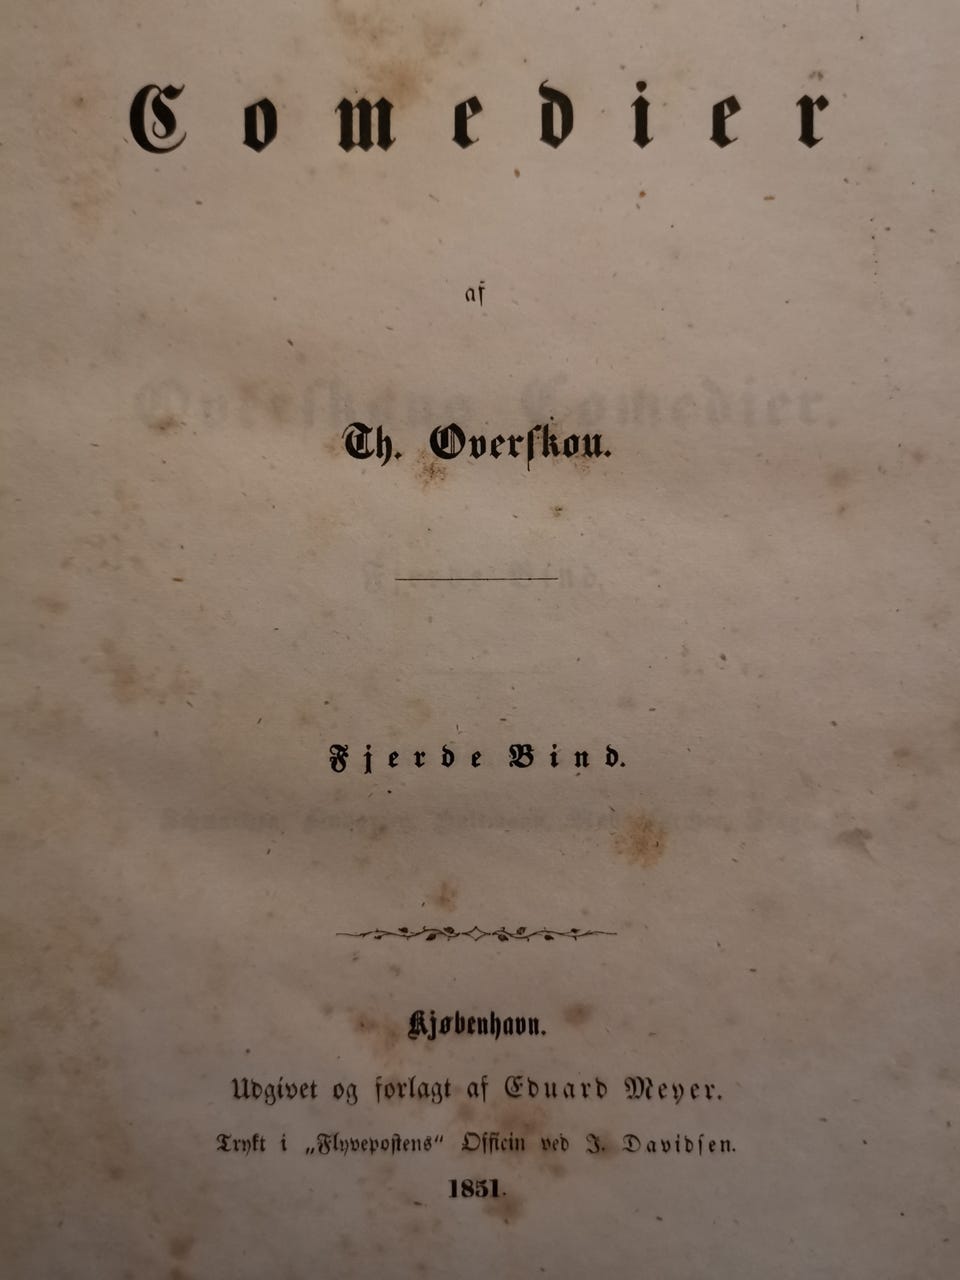 Comedier
af
Th. Overskou.
Fjerde Bind.
Kjøbenhavn.
Udgivet og forlagt af Eduard Meyer.
Trykt i „Flyvepostens“ Officin ved J. Davidsen.
1851.